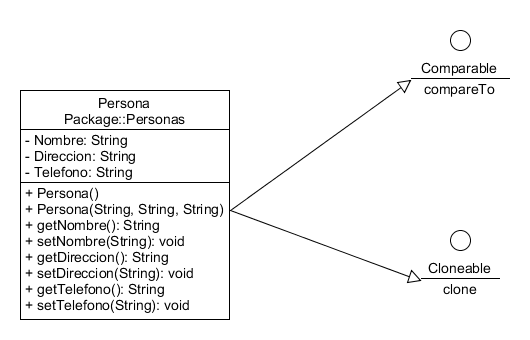 Persona
Package::Personas
- Nombre: String
- Direccion: String
- Telefono: String
+ Persona()
+ Persona(String, String, String)
+ getNombre(): String
+ setNombre(String): void
+ getDireccion(): String
+ setDireccion(String): void
+ getTelefono(): String
+ setTelefono(String): void
Comparable
compareTo
Cloneable
clone